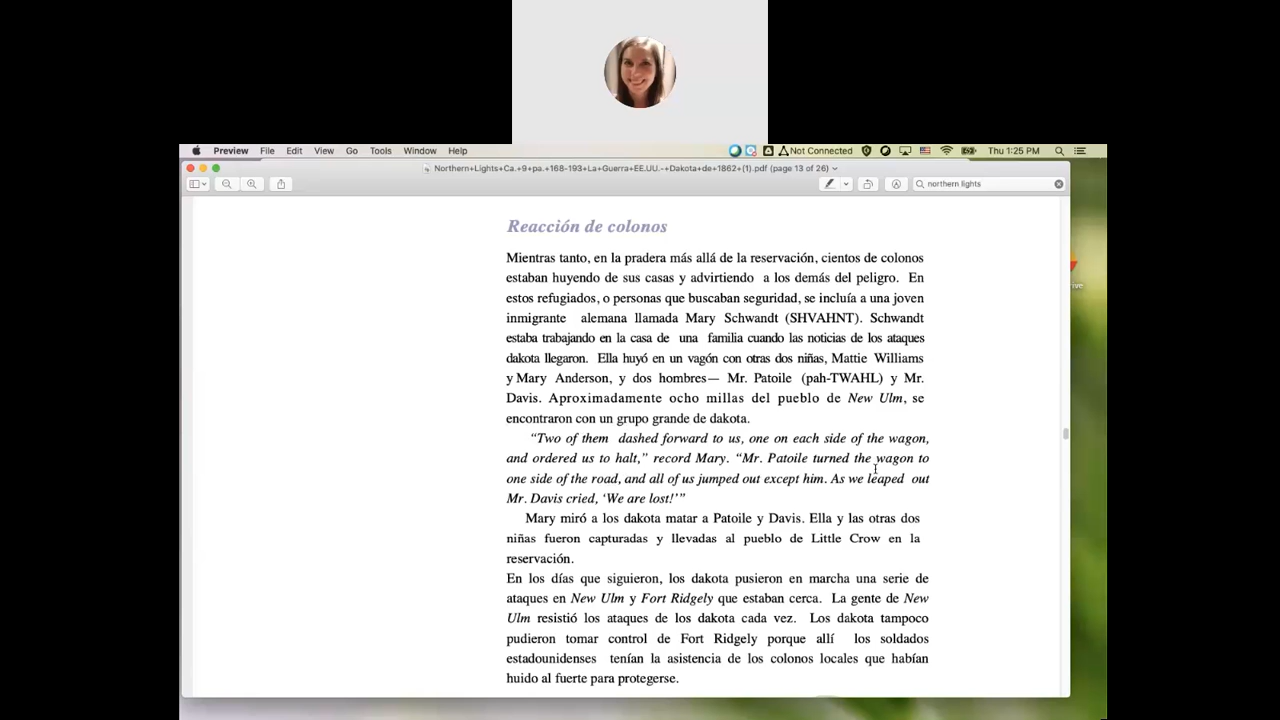 Preview File Edit View Go Tools Window Help Not Connected Thu 1:25 PM
Northern+Lights+Ca.+9+pa.+168-193+La+Guerra+EE.UU.-+Dakota+de+1862+(1).pdf (page 13 of 26)
northern lights
Reacción de colonos
Mientras tanto, en la pradera más allá de la reservación, cientos de colonos
estaban huyendo de sus casas y advirtiendo a los demás del peligro. En
estos refugiados, o personas que buscaban seguridad, se incluía a una joven
inmigrante alemana llamada Mary Schwandt (SHVAHNT). Schwandt
estaba trabajando en la casa de una familia cuando las noticias de los ataques
dakota llegaron. Ella huyó en un vagón con otras dos niñas, Mattie Williams
y Mary Anderson, y dos hombres— Mr. Patoile (pah-TWAHL) y Mr.
Davis. Aproximadamente ocho millas del pueblo de New Ulm, se
encontraron con un grupo grande de dakota.
“Two of them dashed forward to us, one on each side of the wagon,
and ordered us to halt,” record Mary. “Mr. Patoile turned the wagon to
one side of the road, and all of us jumped out except him. As we leaped out
Mr. Davis cried, ‘We are lost!’”
Mary miró a los dakota matar a Patoile y Davis. Ella y las otras dos
niñas fueron capturadas y llevadas al pueblo de Little Crow en la
reservación.
En los días que siguieron, los dakota pusieron en marcha una serie de
ataques en New Ulm y Fort Ridgely que estaban cerca. La gente de New
Ulm resistió los ataques de los dakota cada vez. Los dakota tampoco
pudieron tomar control de Fort Ridgely porque allí los soldados
estadounidenses tenían la asistencia de los colonos locales que habían
huido al fuerte para protegerse.